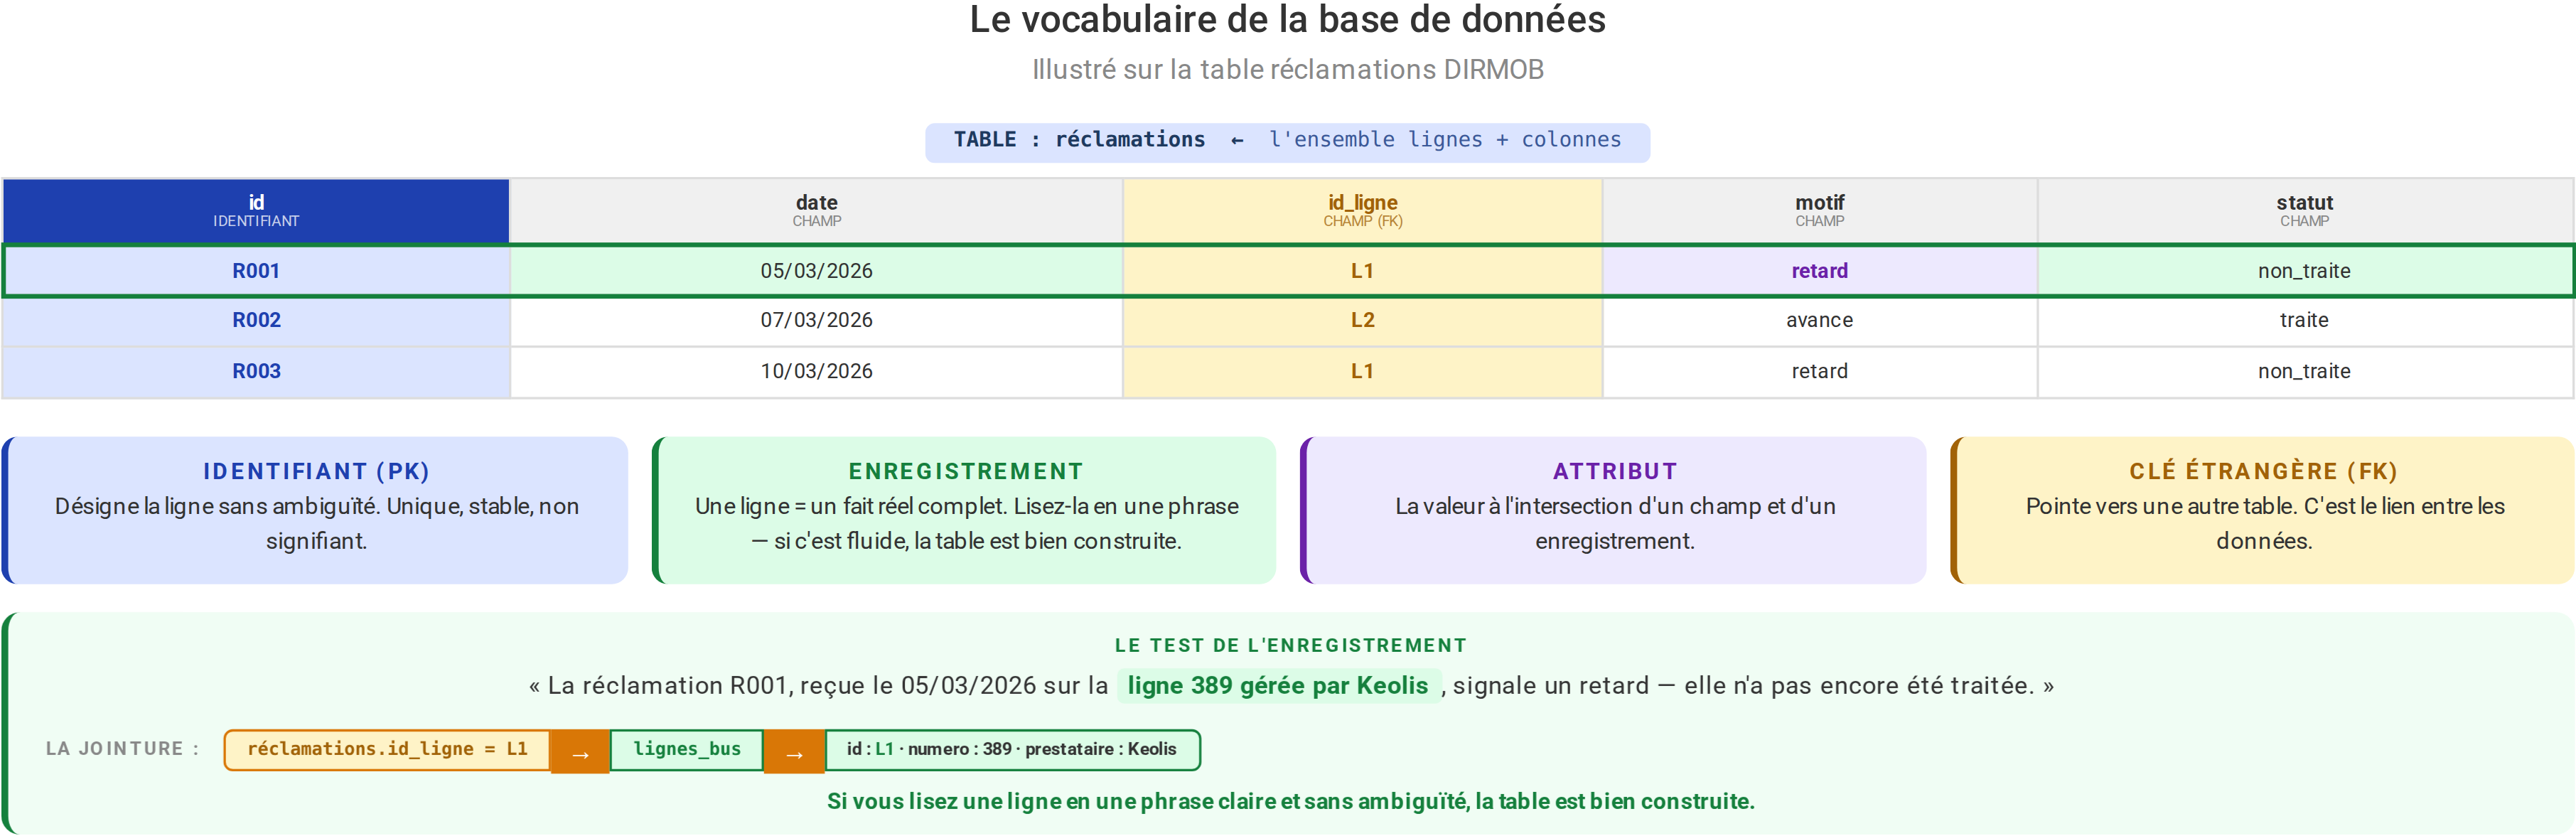 Le vocabulaire de la base de données
Illustré sur la table réclamations DIRMOB
TABLE : réclamations ← l'ensemble lignes + colonnes
id date id_ligne motif statut
IDENTIFIANT CHAMP CHAMP (FK) CHAMP CHAMP
R001 05/03/2026 L1 retard non_traite
R002 07/03/2026 L2 avance traite
R003 10/03/2026 L1 retard non_traite
IDENTIFIANT (PK)
Désigne la ligne sans ambiguïté. Unique, stable, non
signifiant.
ENREGISTREMENT
Une ligne = un fait réel complet. Lisez-la en une phrase
— si c'est fluide, la table est bien construite.
ATTRIBUT
La valeur à l'intersection d'un champ et d'un
enregistrement.
CLÉ ÉTRANGÈRE (FK)
Pointe vers une autre table. C'est le lien entre les
données.
LE TEST DE L'ENREGISTREMENT
« La réclamation R001, reçue le 05/03/2026 sur la ligne 389 gérée par Keolis , signale un retard — elle n'a pas encore été traitée. »
LA JOINTURE : réclamations.id_ligne = L1 → lignes_bus → id : L1 · numero : 389 · prestataire : Keolis
Si vous lisez une ligne en une phrase claire et sans ambiguïté, la table est bien construite.